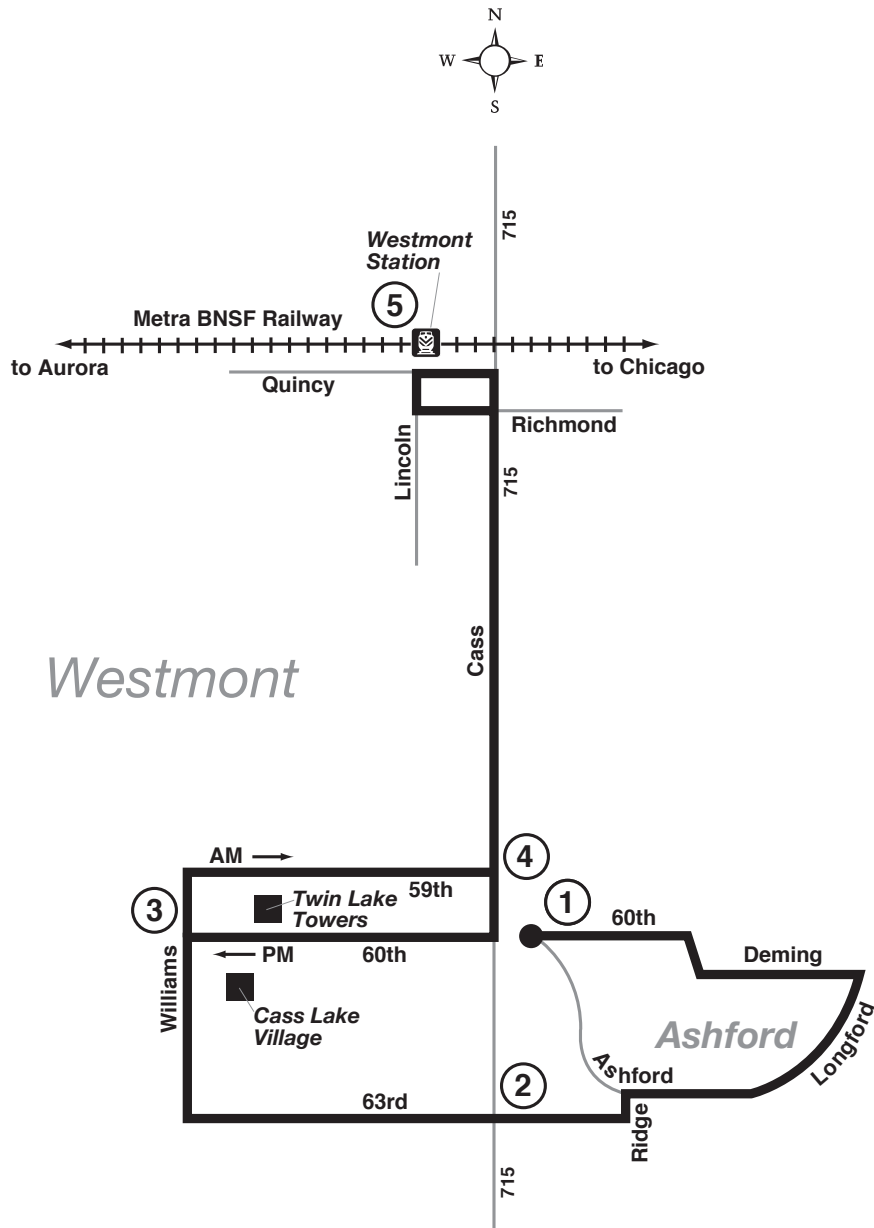 N
W E
S
715
Westmont
Station
5
Metra BNSF Railway
to Aurora
to Chicago
Quincy
Richmond
Lincoln
715
Cass
Westmont
AM
4
59th
3
Twin Lake
Towers
1
60th
PM
60th
Williams
Deming
Cass Lake
Village
Ashford
Longford
Ashford
2
63rd
Ridge
715